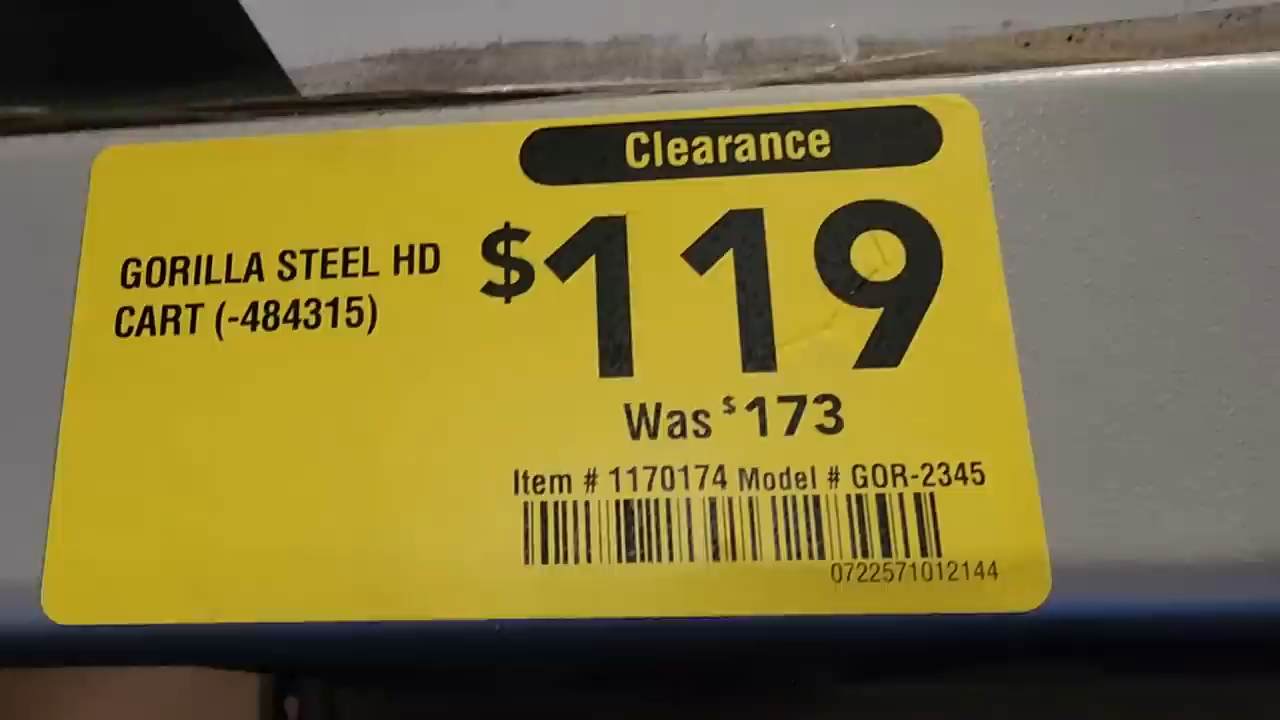 Clearance
GORILLA STEEL HD
CART (-484315)
$119
Was $173
Item # 1170174 Model # GOR-2345
0722571012144